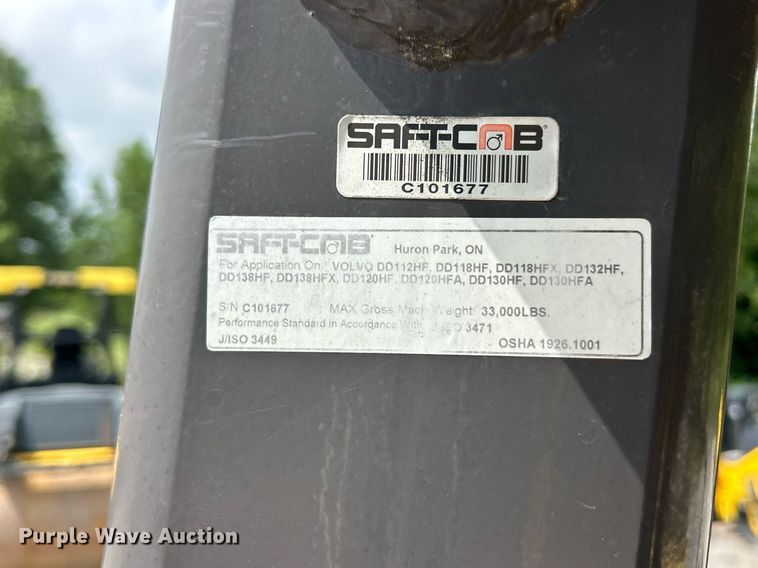 SAFT-CAB
C101677
SAFT-CAB Huron Park, ON
For Application On: VOLVO DD112HF, DD118HF, DD118HFX, DD132HF,
DD138HF, DD138HFX, DD120HF, DD120HFA, DD130HF, DD130HFA
S/N C101677 MAX Gross Mach. Weight: 33,000LBS.
Performance Standard in Accordance With: J/ISO 3471
J/ISO 3449 OSHA 1926.1001
Purple Wave Auction